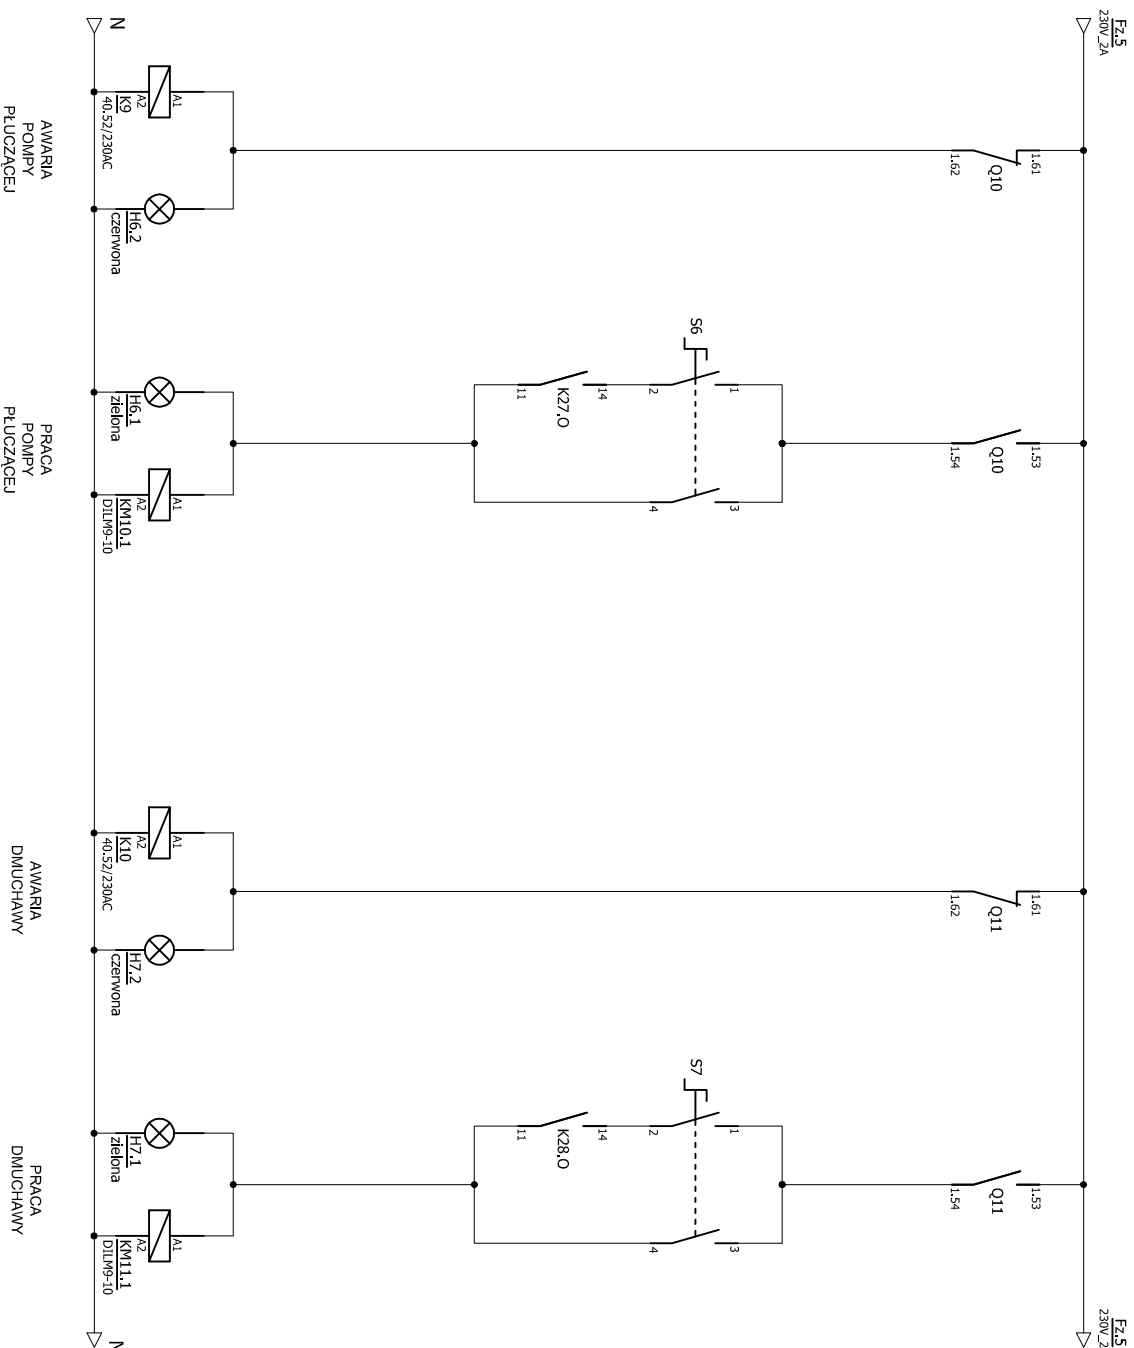 Fz.5
230V_2A
Fz.5
230V_2
1.61
Q10
1.62
1.53
Q10
1.54
1.61
Q11
1.62
1.53
Q11
1.54
S6
1
2
3
4
14
K27.O
11
S7
1
2
3
4
14
K28.O
11
A1
A2
K9
40.52/230AC
H6.2
czerwona
H6.1
zielona
A1
A2
KM10.1
DILM9-10
A1
A2
K10
40.52/230AC
H7.2
czerwona
H7.1
zielona
A1
A2
KM11.1
DILM9-10
N
AWARIA
POMPY
PŁUCZĄCEJ
PRACA
POMPY
PŁUCZĄCEJ
AWARIA
DMUCHAWY
PRACA
DMUCHAWY